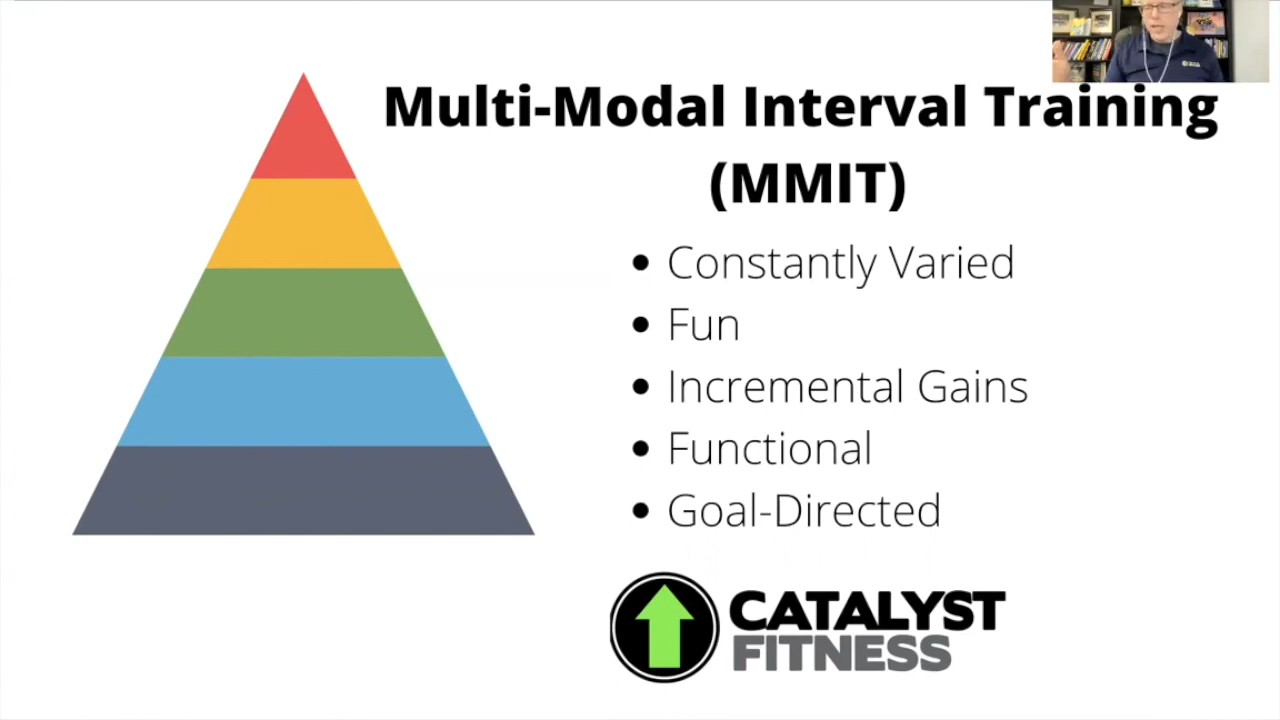 Multi-Modal Interval Training
(MMIT)
• Constantly Varied
• Fun
• Incremental Gains
• Functional
• Goal-Directed
CATALYST
FITNESS